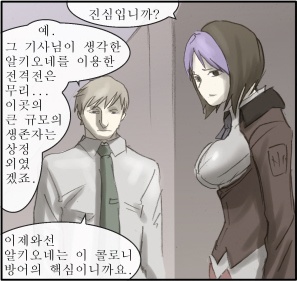 진심입니까?
예.
그 기사님이 생각한
알키오네를 이용한
전격전은
무리...
이곳의
큰 규모의
생존자는
상정
외였
겠죠.
이제와선
알키오네는 이 콜로니
방어의 핵심이니까요.